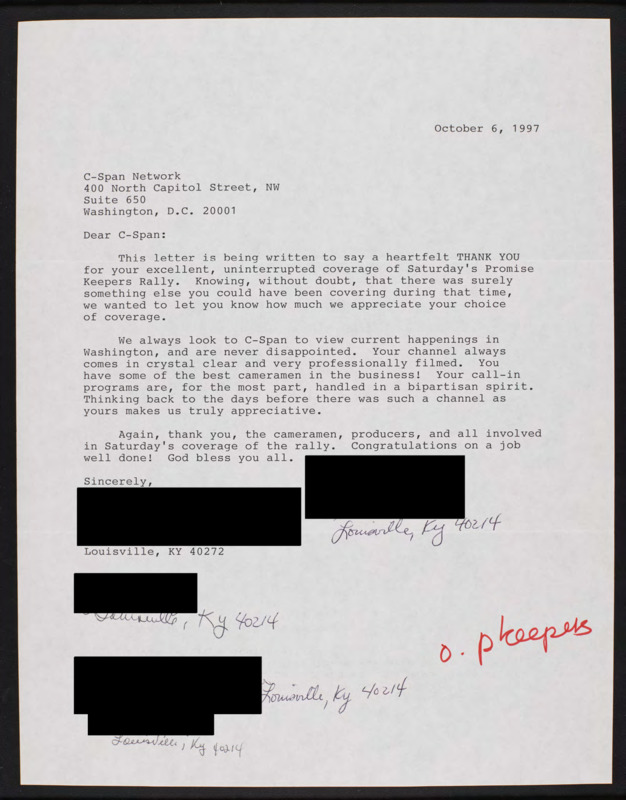 October 6, 1997
C-Span Network
400 North Capitol Street, NW
Suite 650
Washington, D.C. 20001
Dear C-Span:
This letter is being written to say a heartfelt THANK YOU
for your excellent, uninterrupted coverage of Saturday's Promise
Keepers Rally. Knowing, without doubt, that there was surely
something else you could have been covering during that time,
we wanted to let you know how much we appreciate your choice
of coverage.
We always look to C-Span to view current happenings in
Washington, and are never disappointed. Your channel always
comes in crystal clear and very professionally filmed. You
have some of the best cameramen in the business! Your call-in
programs are, for the most part, handled in a bipartisan spirit.
Thinking back to the days before there was such a channel as
yours makes us truly appreciative.
Again, thank you, the cameramen, producers, and all involved
in Saturday's coverage of the rally. Congratulations on a job
well done! God bless you all.
Sincerely,
Louisville, Ky 40214
Louisville, KY 40272
Louisville, Ky 40214
o. pkeepers
Louisville, Ky 40214
Louisville, Ky 40214